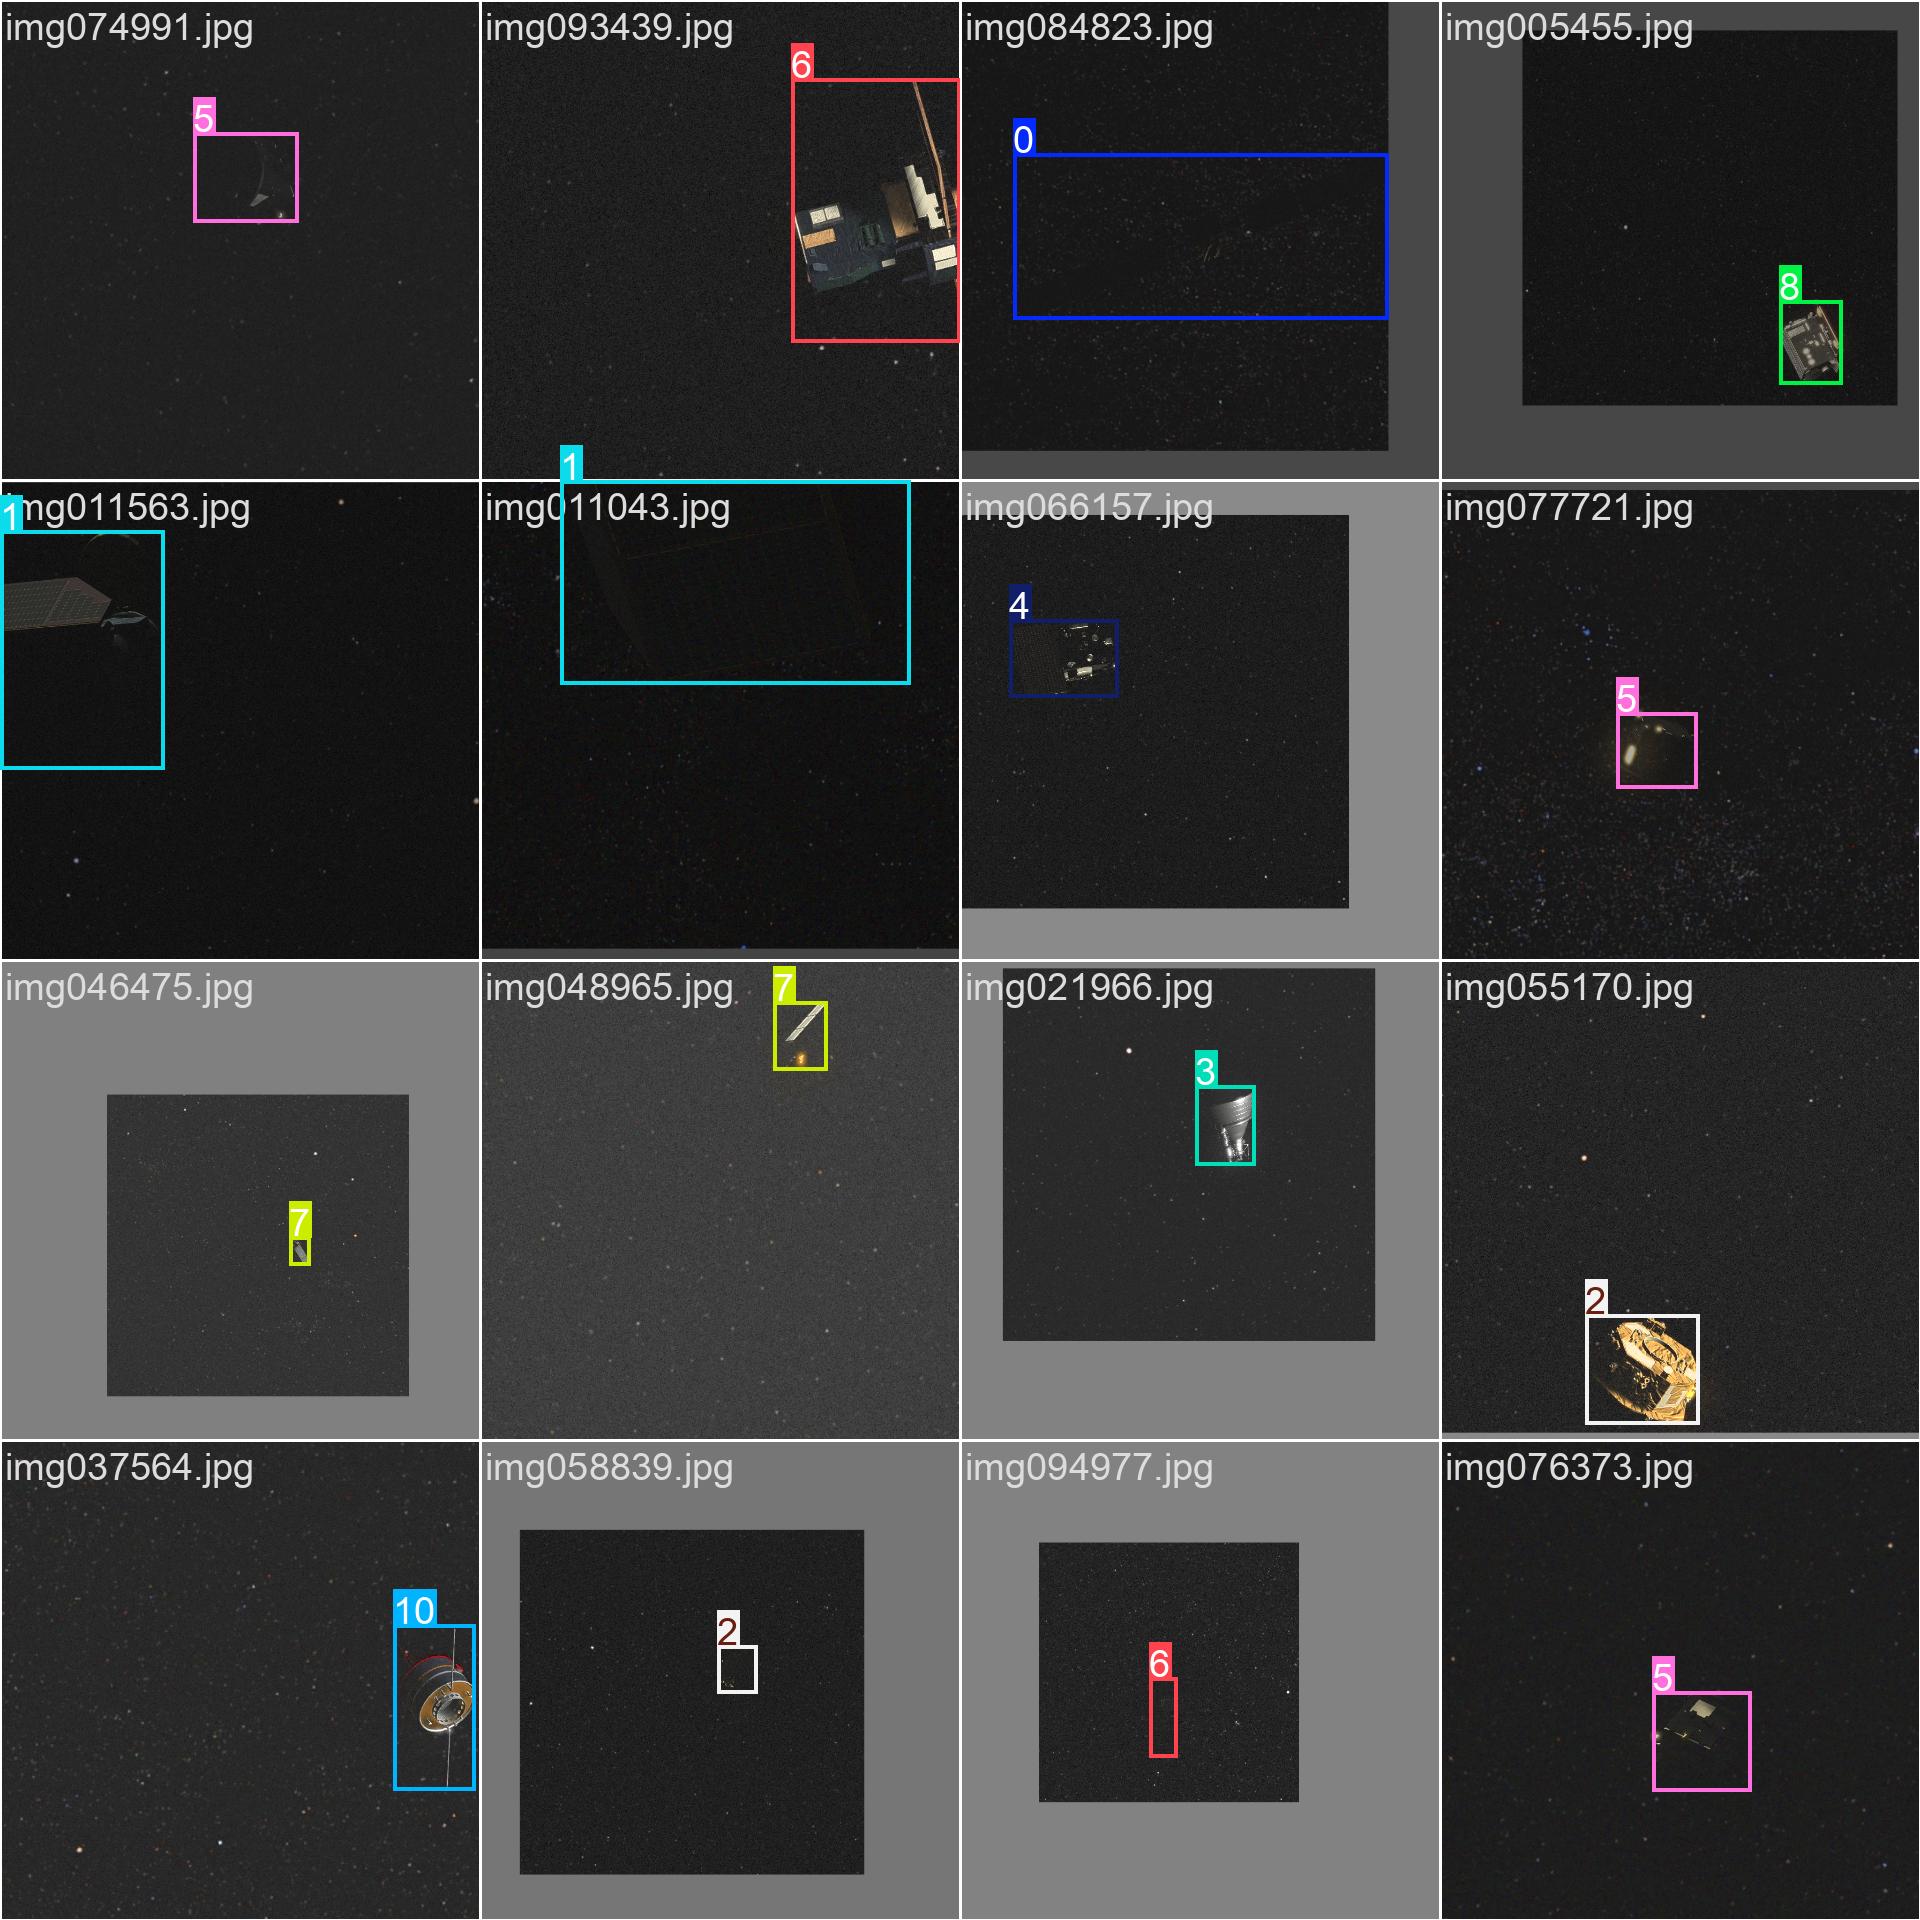 img074991.jpg
5
img093439.jpg
6
img084823.jpg
0
img005455.jpg
8
img011563.jpg
1
img011043.jpg
1
img066157.jpg
4
img077721.jpg
5
img046475.jpg
7
img048965.jpg
7
img021966.jpg
3
img055170.jpg
2
img037564.jpg
10
img058839.jpg
2
img094977.jpg
6
img076373.jpg
5